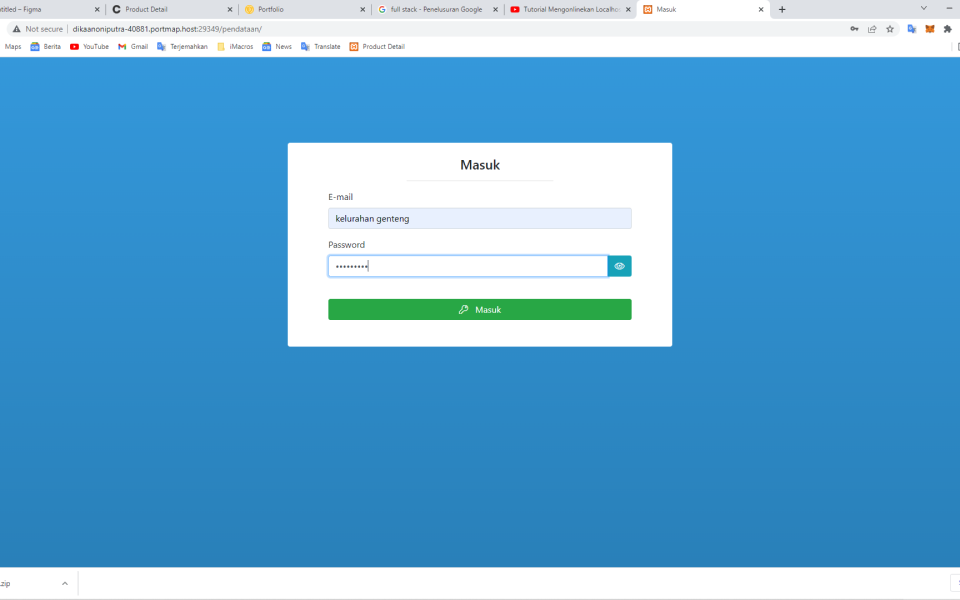 titled – Figma
Product Detail
Portfolio
full stack - Penelusuran Google
Tutorial Mengonlinekan Localho
Masuk
Not secure
dikaanoniputra-40881.portmap.host:29349/pendataan/
Maps
Berita
YouTube
Gmail
Terjemahkan
iMacros
News
Translate
Product Detail
Masuk
E-mail
kelurahan genteng
Password
Masuk
.zip